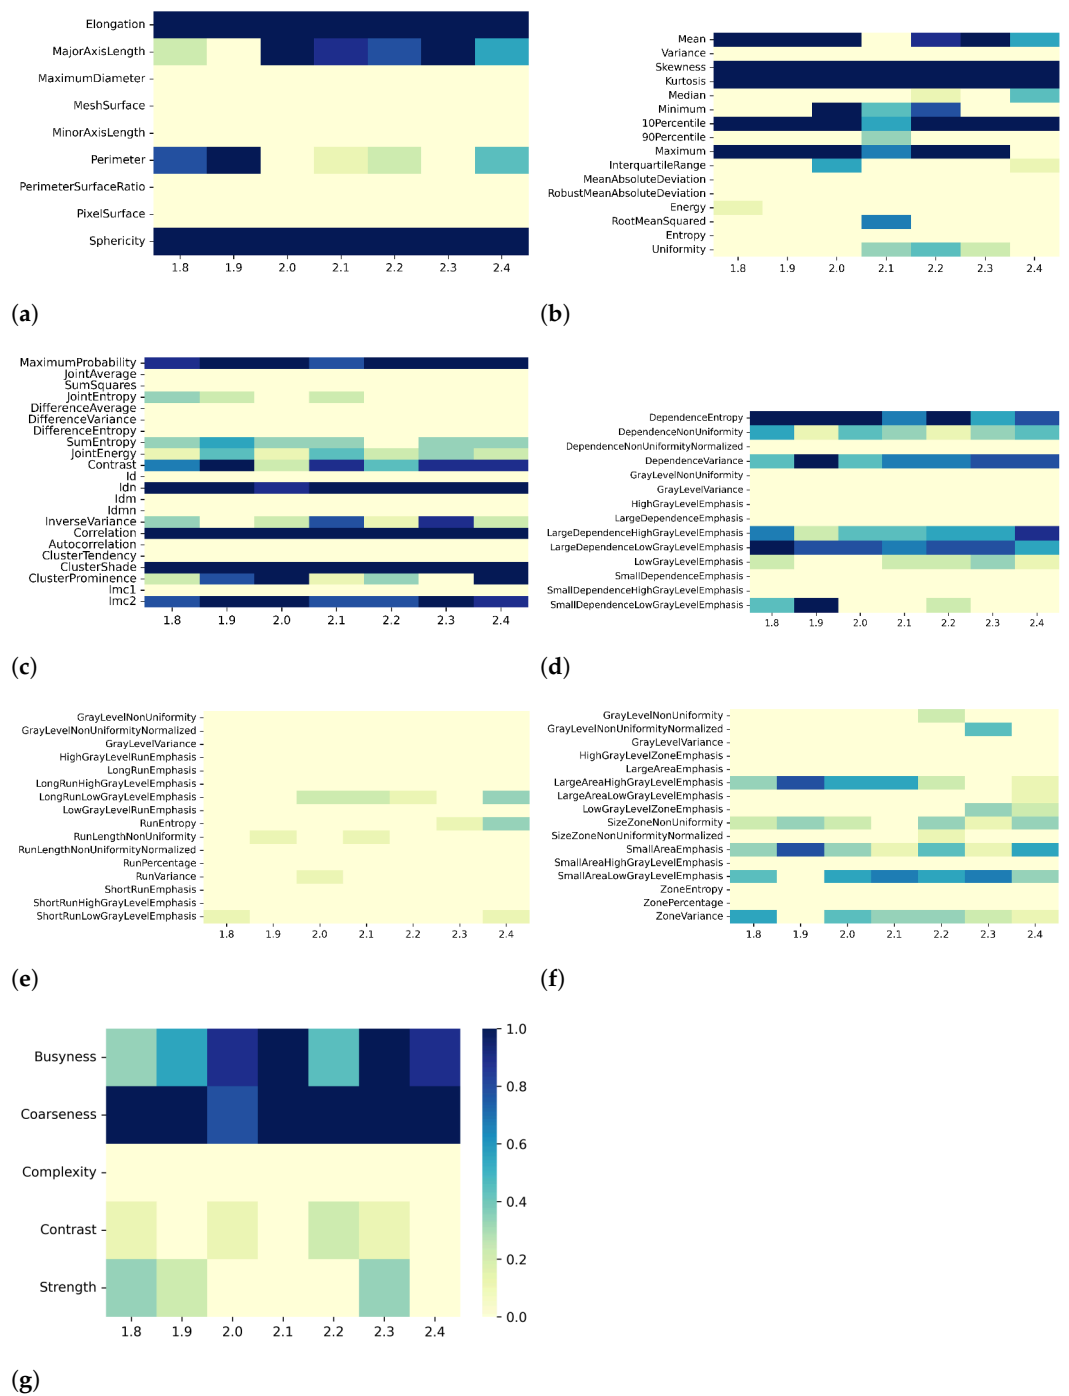 Elongation
MajorAxisLength
MaximumDiameter
MeshSurface
MinorAxisLength
Perimeter
PerimeterSurfaceRatio
PixelSurface
Sphericity
1.8 1.9 2.0 2.1 2.2 2.3 2.4
(a)
Mean
Variance
Skewness
Kurtosis
Median
Minimum
10Percentile
90Percentile
Maximum
InterquartileRange
MeanAbsoluteDeviation
RobustMeanAbsoluteDeviation
Energy
RootMeanSquared
Entropy
Uniformity
1.8 1.9 2.0 2.1 2.2 2.3 2.4
(b)
MaximumProbability
JointAverage
SumSquares
JointEntropy
DifferenceAverage
DifferenceVariance
DifferenceEntropy
SumEntropy
JointEnergy
Contrast
Id
Idn
Idm
Idmn
InverseVariance
Correlation
Autocorrelation
ClusterTendency
ClusterShade
ClusterProminence
Imc1
Imc2
1.8 1.9 2.0 2.1 2.2 2.3 2.4
(c)
DependenceEntropy
DependenceNonUniformity
DependenceNonUniformityNormalized
DependenceVariance
GrayLevelNonUniformity
GrayLevelVariance
HighGrayLevelEmphasis
LargeDependenceEmphasis
LargeDependenceHighGrayLevelEmphasis
LargeDependenceLowGrayLevelEmphasis
LowGrayLevelEmphasis
SmallDependenceEmphasis
SmallDependenceHighGrayLevelEmphasis
SmallDependenceLowGrayLevelEmphasis
1.8 1.9 2.0 2.1 2.2 2.3 2.4
(d)
GrayLevelNonUniformity
GrayLevelNonUniformityNormalized
GrayLevelVariance
HighGrayLevelRunEmphasis
LongRunEmphasis
LongRunHighGrayLevelEmphasis
LongRunLowGrayLevelEmphasis
LowGrayLevelRunEmphasis
RunEntropy
RunLengthNonUniformity
RunLengthNonUniformityNormalized
RunPercentage
RunVariance
ShortRunEmphasis
ShortRunHighGrayLevelEmphasis
ShortRunLowGrayLevelEmphasis
1.8 1.9 2.0 2.1 2.2 2.3 2.4
(e)
GrayLevelNonUniformity
GrayLevelNonUniformityNormalized
GrayLevelVariance
HighGrayLevelZoneEmphasis
LargeAreaEmphasis
LargeAreaHighGrayLevelEmphasis
LargeAreaLowGrayLevelEmphasis
LowGrayLevelZoneEmphasis
SizeZoneNonUniformity
SizeZoneNonUniformityNormalized
SmallAreaEmphasis
SmallAreaHighGrayLevelEmphasis
SmallAreaLowGrayLevelEmphasis
ZoneEntropy
ZonePercentage
ZoneVariance
1.8 1.9 2.0 2.1 2.2 2.3 2.4
(f)
Busyness
Coarseness
Complexity
Contrast
Strength
1.8 1.9 2.0 2.1 2.2 2.3 2.4
1.0
0.8
0.6
0.4
0.2
0.0
(g)